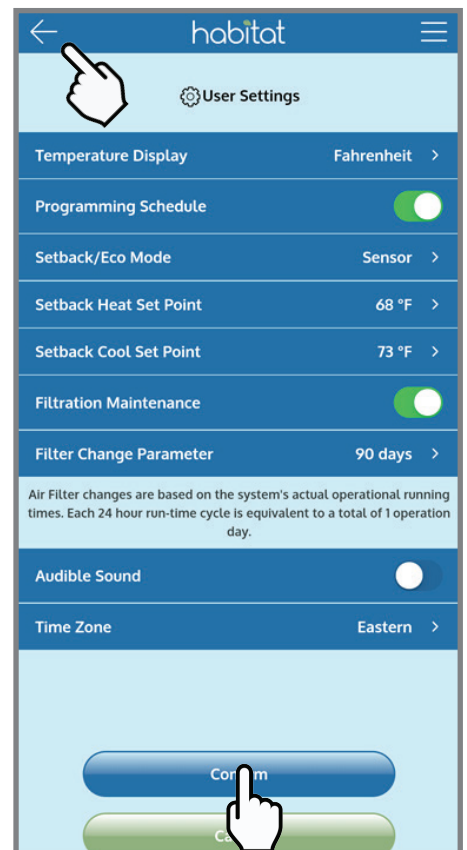 habitat
User Settings
Temperature Display Fahrenheit >
Programming Schedule
Setback/Eco Mode Sensor >
Setback Heat Set Point 68 °F >
Setback Cool Set Point 73 °F >
Filtration Maintenance
Filter Change Parameter 90 days >
Air Filter changes are based on the system's actual operational running
times. Each 24 hour run-time cycle is equivalent to a total of 1 operation
day.
Audible Sound
Time Zone Eastern >